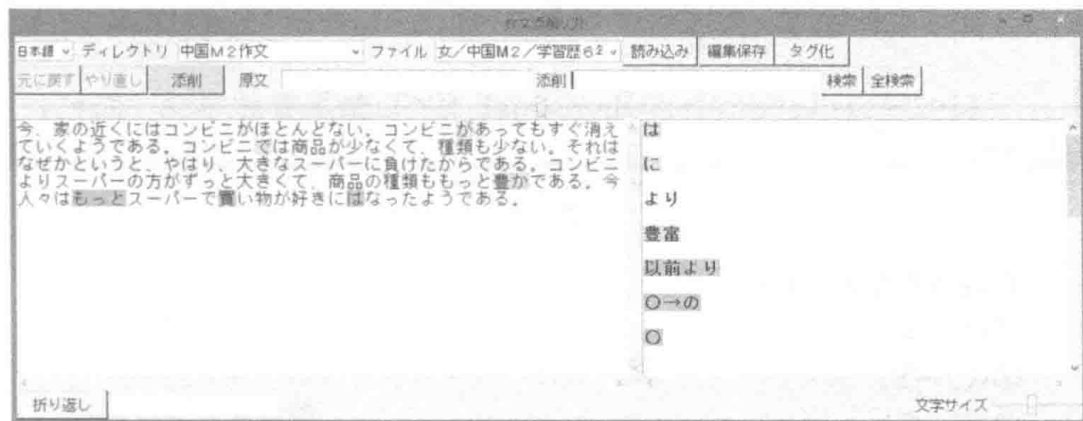 作文添削ソフト
日本語 ディレクトリ 中国M2作文 ファイル 女／中国M2／学習歴6 読み込み 編集保存 タグ化
元に戻す やり直し 添削 原文 添削 検索 全検索
今、家の近くにはコンビニがほとんどない。コンビニがあってもすぐ消え
ていくようである。コンビニでは商品が少なくて、種類も少ない。それは
なぜかというと、やはり、大きなスーパーに負けたからである。コンビニ
よりスーパーの方がずっと大きくて、商品の種類ももっと豊かである。今
人々はもっとスーパーで買い物が好きにはなったようである。
は
に
より
豊富
以前より
〇→の
〇
折り返し 文字サイズ